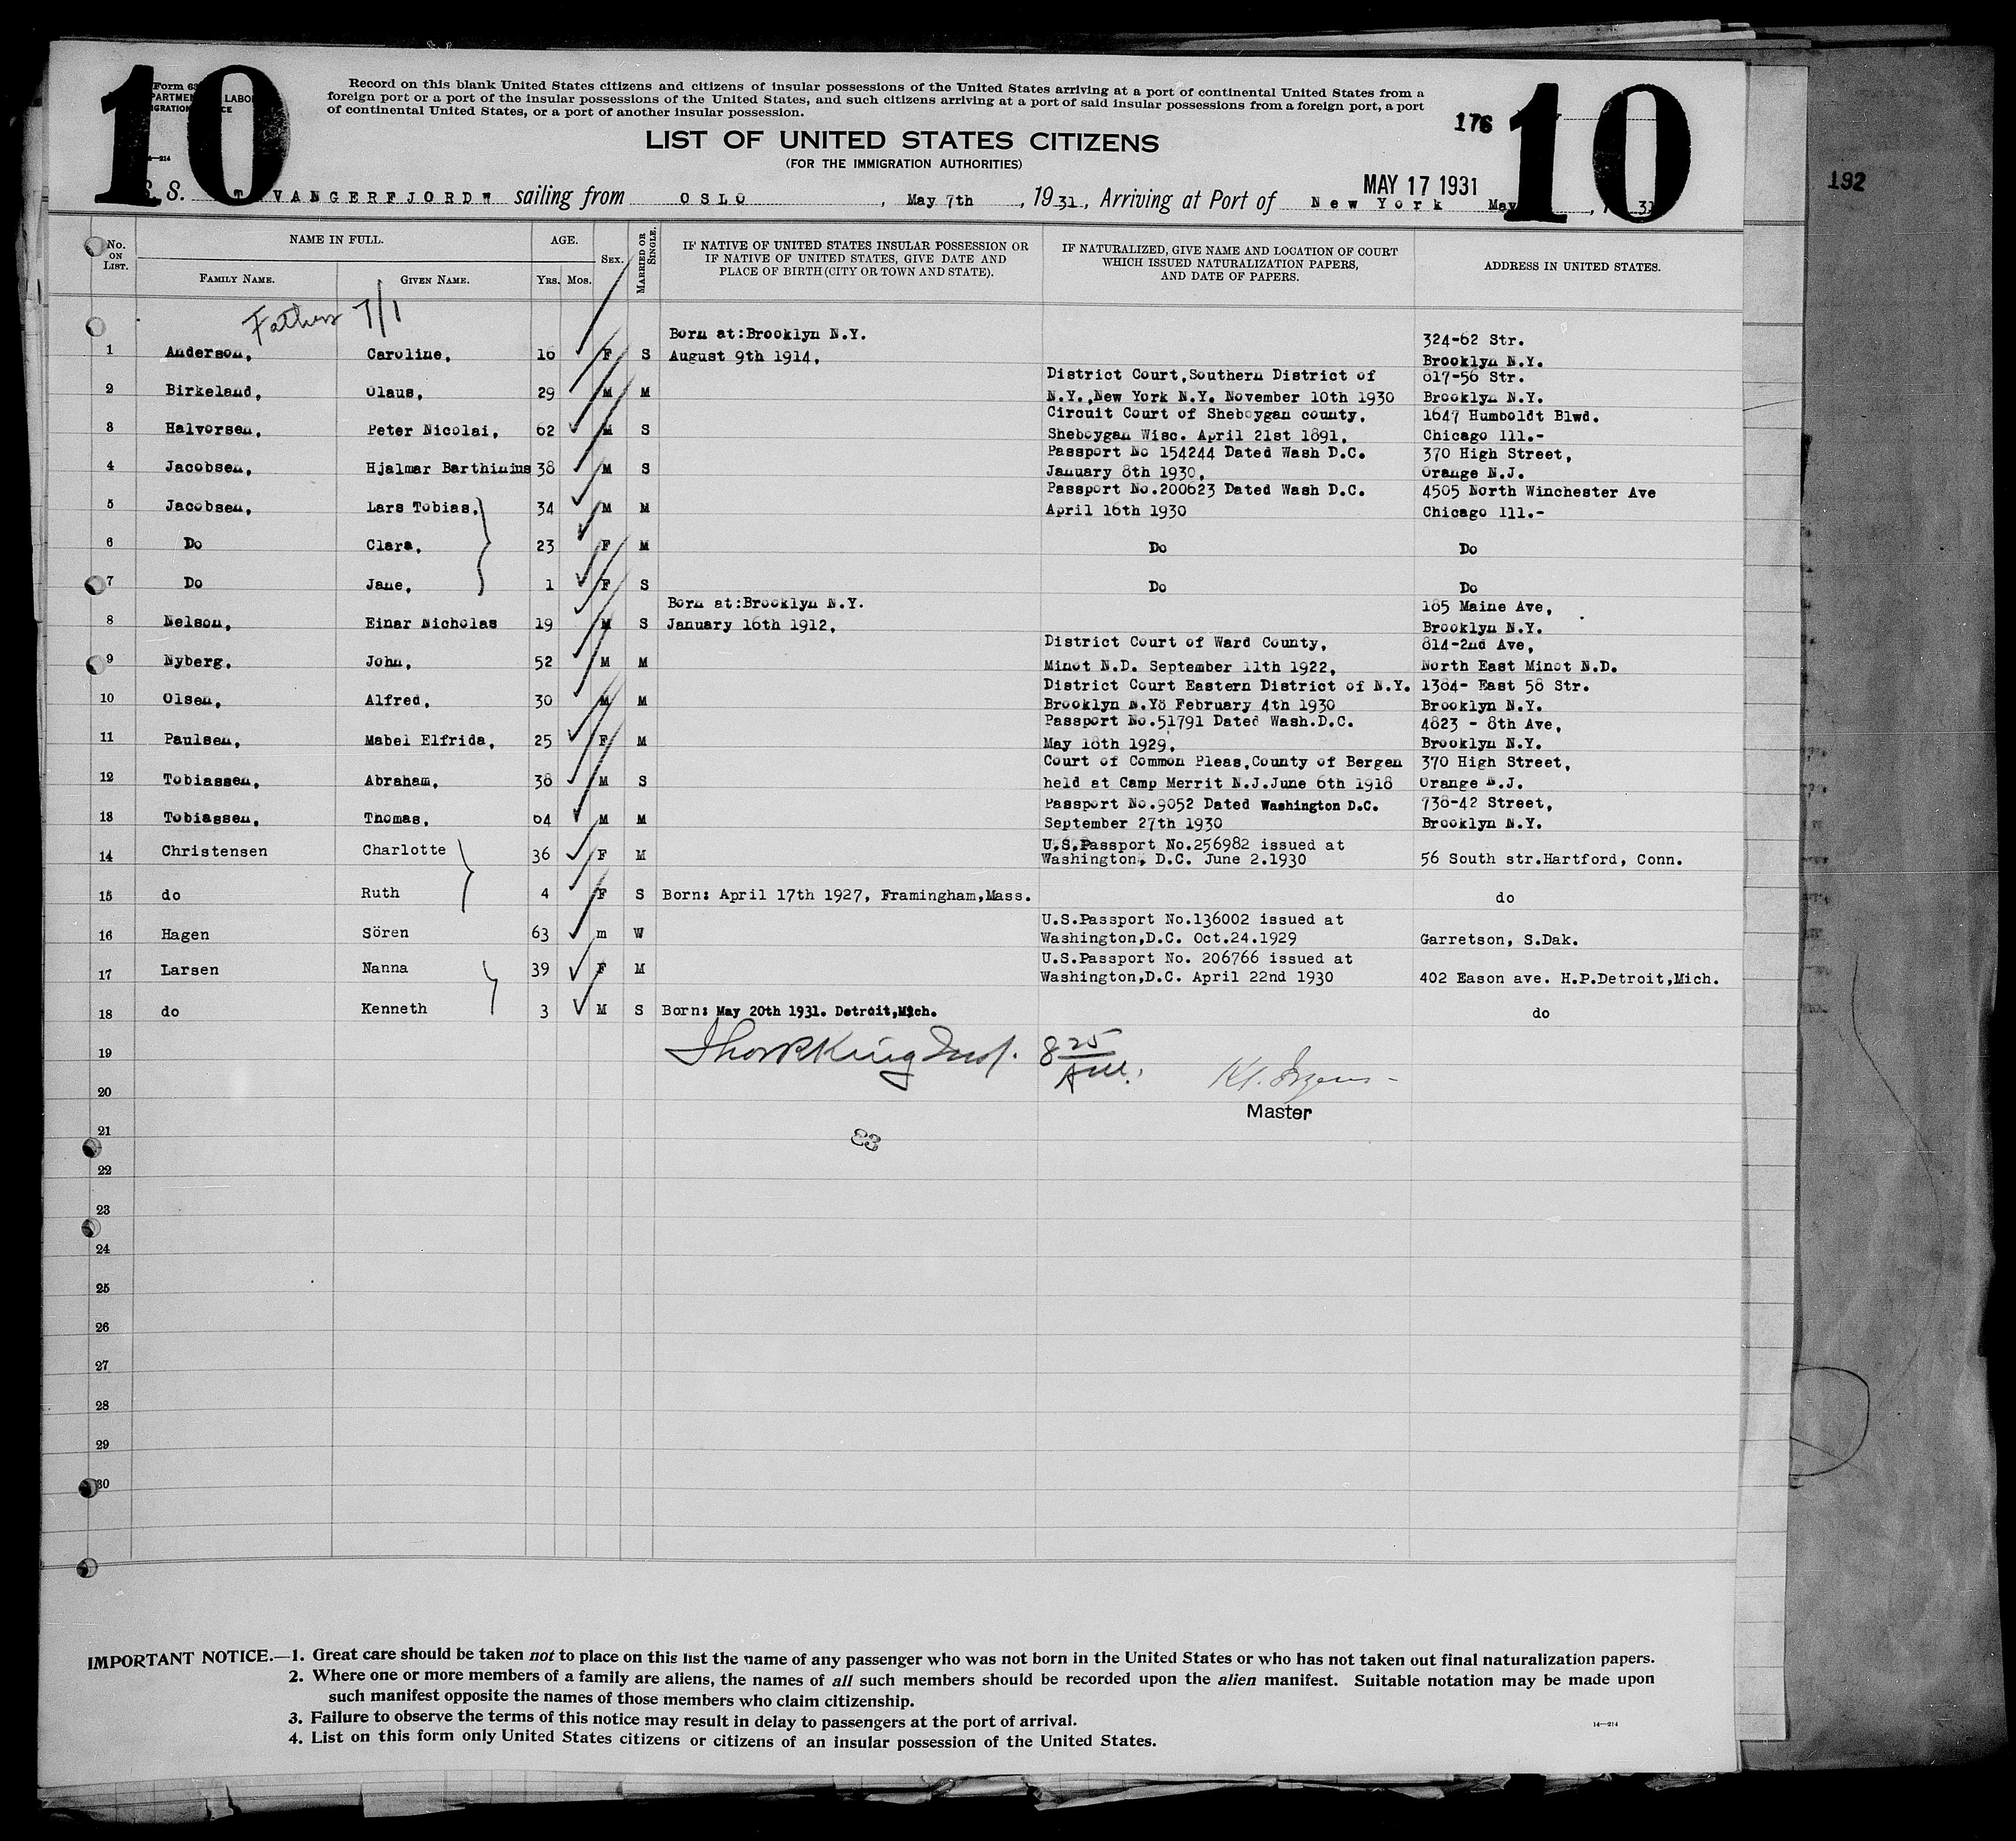 10
Form 63
LABOR
176
10
Record on this blank United States citizens and citizens of insular possessions of the United States arriving at a port of continental United States from a
foreign port or a port of the insular possessions of the United States, and such citizens arriving at a port of said insular possessions from a foreign port, a port
of continental United States, or a port of another insular possession.
LIST OF UNITED STATES CITIZENS
(FOR THE IMMIGRATION AUTHORITIES)
192
MAY 17 1931
S. S. VANGERFJORD" sailing from OSLO, May 7th, 1931, Arriving at Port of New York May , 31
No. ON LIST.
NAME IN FULL.
FAMILY NAME.
GIVEN NAME.
AGE.
YRS. MOS.
SEX.
MARRIED OR SINGLE.
IF NATIVE OF UNITED STATES INSULAR POSSESSION OR
IF NATIVE OF UNITED STATES, GIVE DATE AND
PLACE OF BIRTH (CITY OR TOWN AND STATE).
IF NATURALIZED, GIVE NAME AND LOCATION OF COURT
WHICH ISSUED NATURALIZATION PAPERS,
AND DATE OF PAPERS.
ADDRESS IN UNITED STATES.
Father 7/1
Born at:Brooklyn N.Y. 324-62 Str.
1 Anderson, Caroline, 16 F S August 9th 1914, Brooklyn N.Y.
District Court,Southern District of 617-56 Str.
2 Birkeland, Olaus, 29 M M N.Y.,New York N.Y. November 10th 1930 Brooklyn N.Y.
Circuit Court of Sheboygan county, 1647 Humboldt Blwd.
3 Halvorsen, Peter Nicolai, 62 M S Sheboygan Wisc. April 21st 1891, Chicago Ill.-
Passport No 154244 Dated Wash D.C. 370 High Street,
4 Jacobsen, Hjalmar Barthinius 38 M S January 8th 1930, Orange N.J.
Passport No.200623 Dated Wash D.C. 4505 North Winchester Ave
5 Jacobsen, Lars Tobias, 34 M M April 16th 1930 Chicago Ill.-
6 Do Clara, 23 F M Do Do
7 Do Jane, 1 F S Do Do
Born at:Brooklyn N.Y. 185 Maine Ave,
8 Nelson, Einar Nicholas 19 M S January 16th 1912, Brooklyn N.Y.
District Court of Ward County, 814-2nd Ave,
9 Nyberg, John, 52 M M Minot N.D. September 11th 1922, North East Minot N.D.
District Court Eastern District of N.Y. 1384- East 58 Str.
10 Olsen, Alfred, 30 M M Brooklyn N.Y8 February 4th 1930 Brooklyn N.Y.
Passport No.51791 Dated Wash.D.C. 4823 - 8th Ave,
11 Paulsen, Mabel Elfrida, 25 F M May 18th 1929, Brooklyn N.Y.
Court of Common Pleas,County of Bergen 370 High Street,
12 Tobiassen, Abraham, 38 M S held at Camp Merrit N.J.June 6th 1918 Orange N.J.
Passport No.9052 Dated Washington D.C. 738-42 Street,
13 Tobiassen, Thomas, 64 M M September 27th 1930 Brooklyn N.Y.
U.S.Passport No.256982 issued at
14 Christensen Charlotte 36 F M Washington, D.C. June 2.1930 56 South str.Hartford, Conn.
15 do Ruth 4 F S Born: April 17th 1927, Framingham,Mass. do
U.S.Passport No.136002 issued at
16 Hagen Sören 63 m W Washington,D.C. Oct.24.1929 Garretson, S.Dak.
U.S.Passport No. 206766 issued at
17 Larsen Nanna 39 F M Washington,D.C. April 22nd 1930 402 Eason ave. H.P.Detroit,Mich.
18 do Kenneth 3 M S Born: May 20th 1931. Detroit,Mich. do
19 King Insp. 8 25
20 Master
21 83
22
23
24
25
26
27
28
29
30
IMPORTANT NOTICE.—1. Great care should be taken not to place on this list the name of any passenger who was not born in the United States or who has not taken out final naturalization papers.
2. Where one or more members of a family are aliens, the names of all such members should be recorded upon the alien manifest. Suitable notation may be made upon
such manifest opposite the names of those members who claim citizenship.
3. Failure to observe the terms of this notice may result in delay to passengers at the port of arrival.
14—214
4. List on this form only United States citizens or citizens of an insular possession of the United States.